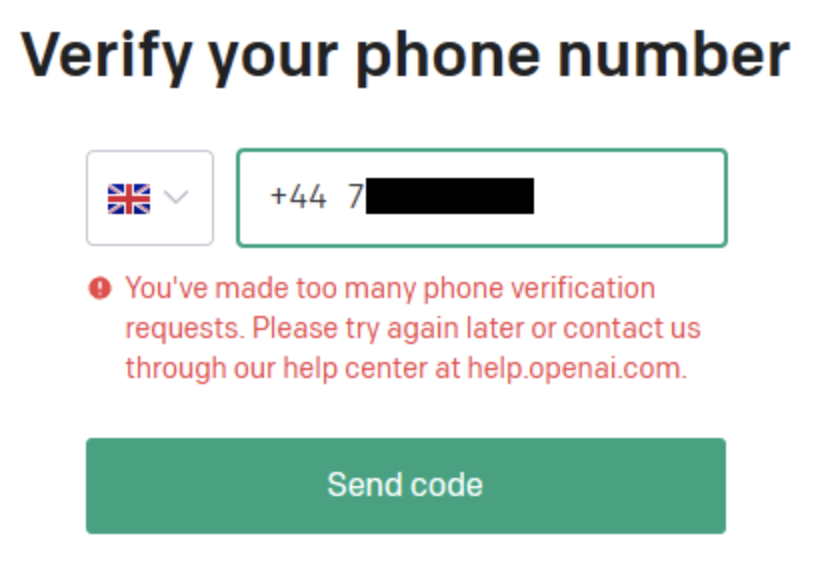 Verify your phone number
+44 7
You've made too many phone verification
requests. Please try again later or contact us
through our help center at help.openai.com.
Send code